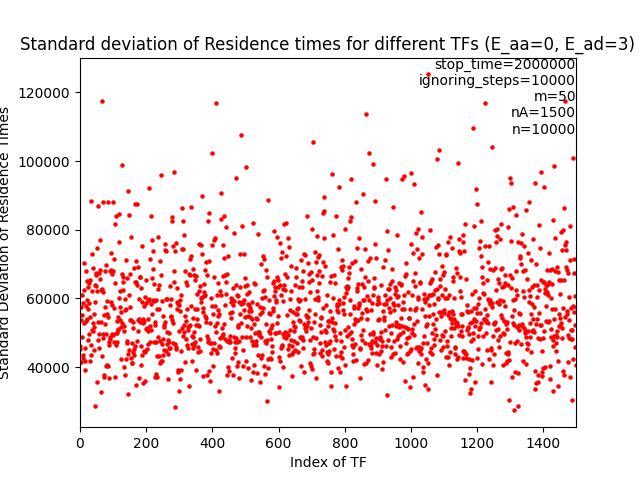 Standard deviation of Residence times for different TFs (E_aa=0, E_ad=3)
stop_time=2000000
ignoring_steps=10000
m=50
nA=1500
n=10000
Standard Deviation of Residence Times
120000
100000
80000
60000
40000
0 200 400 600 800 1000 1200 1400
Index of TF